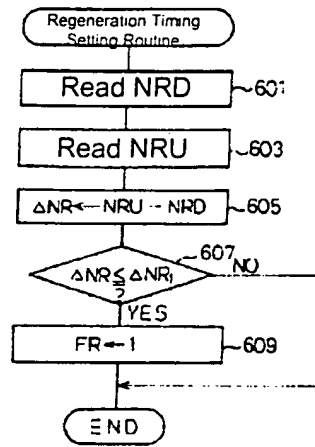 Regeneration Timing
Setting Routine
Read NRD
601
Read NRU
603
ΔNR ← NRU - NRD
605
607
ΔNR ≤ ΔNR₁
?
NO
YES
FR ← 1
609
END